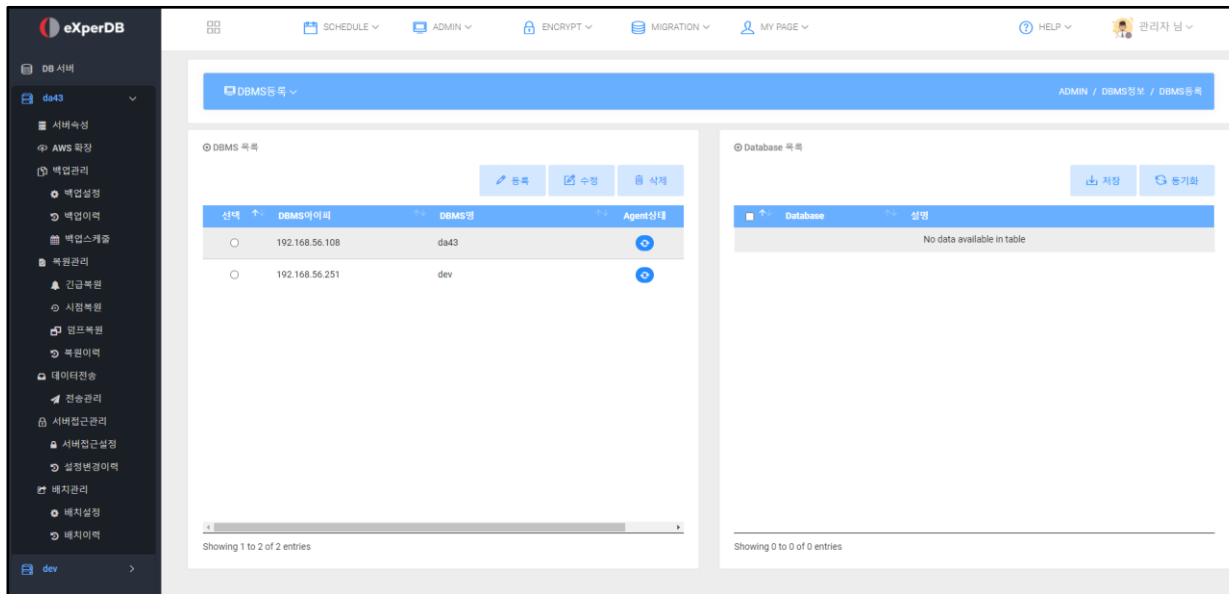 eXperDB
SCHEDULE
ADMIN
ENCRYPT
MIGRATION
MY PAGE
HELP
관리자 님
DB 서버
da43
서버속성
AWS 확장
백업관리
백업설정
백업이력
백업스케줄
복원관리
긴급복원
시점복원
덤프복원
복원이력
데이터전송
전송관리
서버접근관리
서버접근설정
설정변경이력
배치관리
배치설정
배치이력
dev
DBMS등록
ADMIN / DBMS정보 / DBMS등록
DBMS 목록
등록 수정 삭제
선택 DBMS아이피 DBMS명 Agent상태
192.168.56.108 da43
192.168.56.251 dev
Showing 1 to 2 of 2 entries
Database 목록
저장 동기화
Database 설명
No data available in table
Showing 0 to 0 of 0 entries